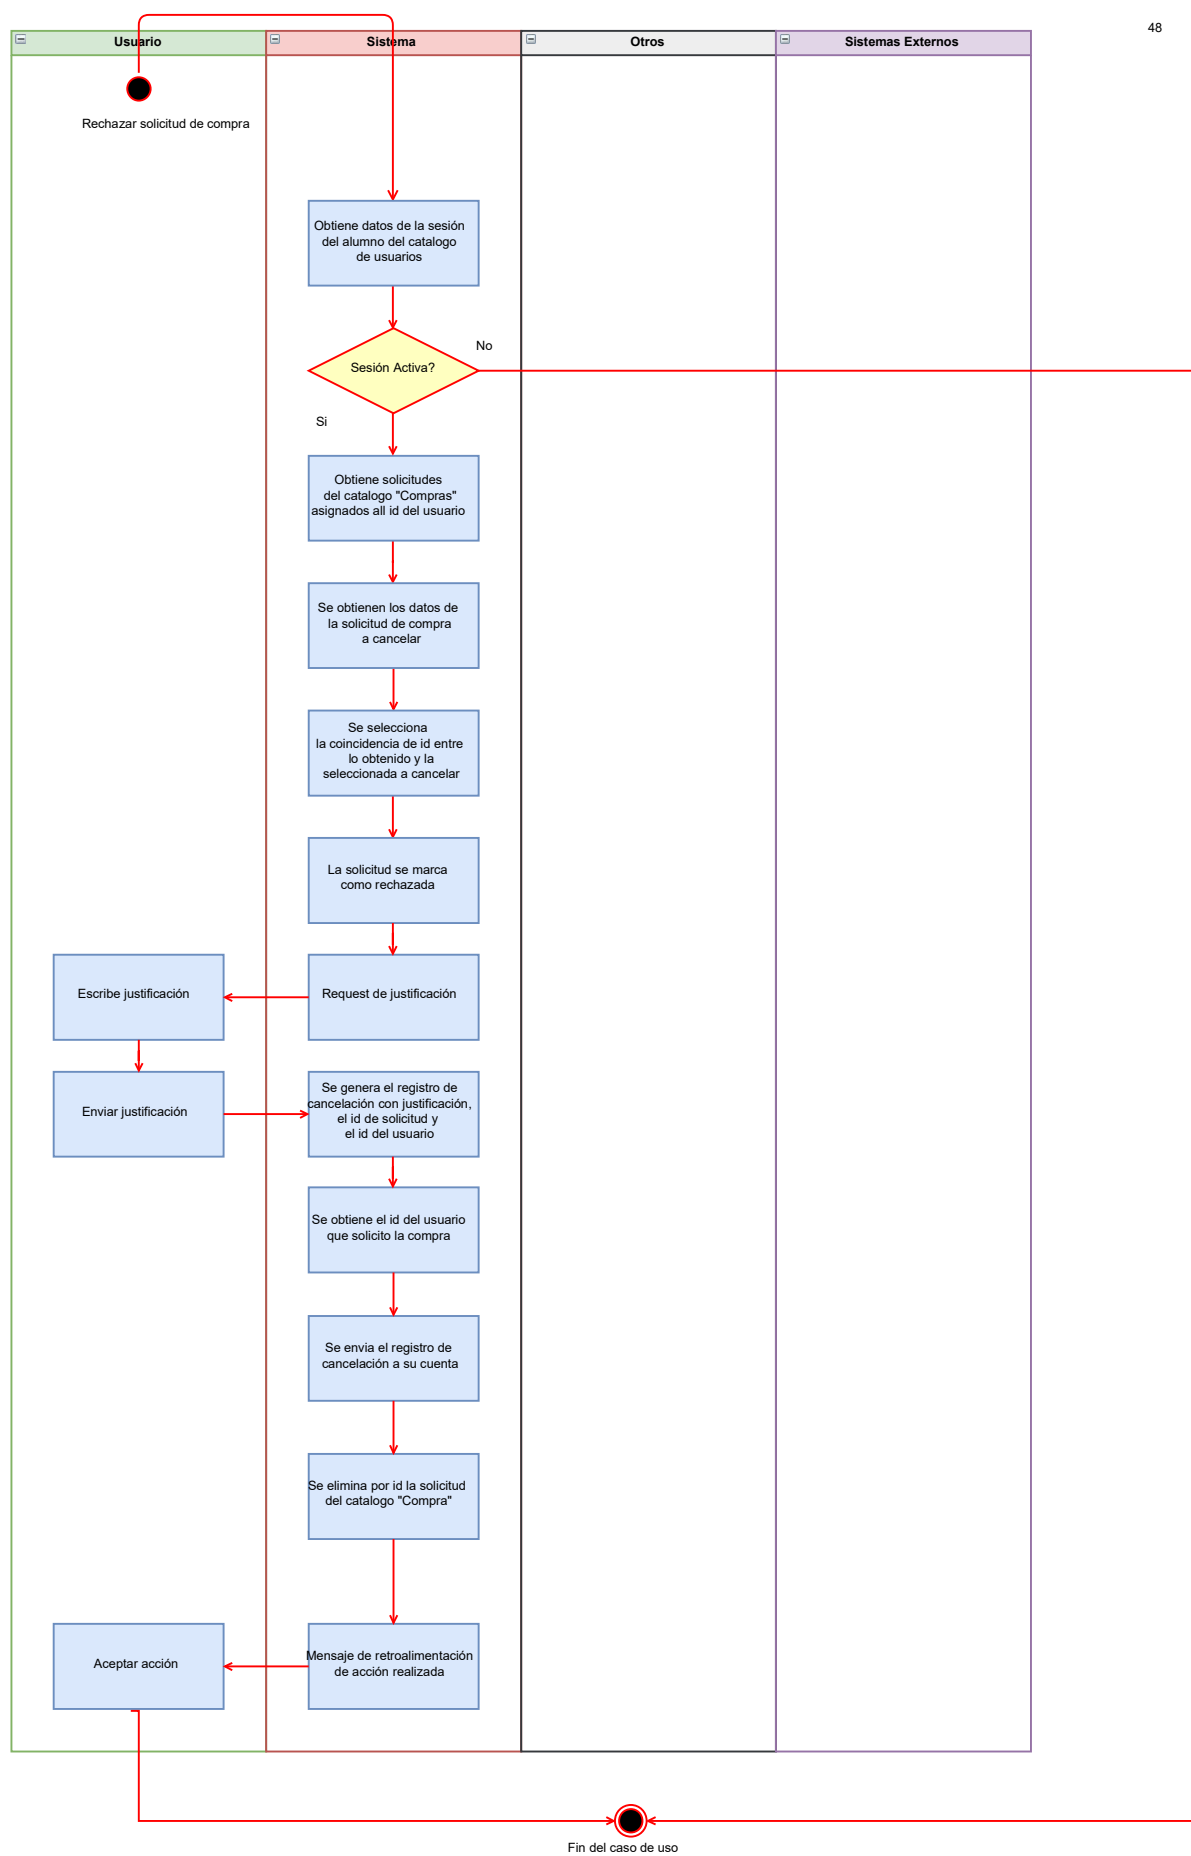 48
Usuario
Sistema
Otros
Sistemas Externos
Rechazar solicitud de compra
Obtiene datos de la sesión
del alumno del catalogo
de usuarios
Sesión Activa?
No
Si
Obtiene solicitudes
del catalogo "Compras"
asignados all id del usuario
Se obtienen los datos de
la solicitud de compra
a cancelar
Se selecciona
la coincidencia de id entre
lo obtenido y la
seleccionada a cancelar
La solicitud se marca
como rechazada
Escribe justificación
Request de justificación
Enviar justificación
Se genera el registro de
cancelación con justificación,
el id de solicitud y
el id del usuario
Se obtiene el id del usuario
que solicito la compra
Se envia el registro de
cancelación a su cuenta
Se elimina por id la solicitud
del catalogo "Compra"
Aceptar acción
Mensaje de retroalimentación
de acción realizada
Fin del caso de uso